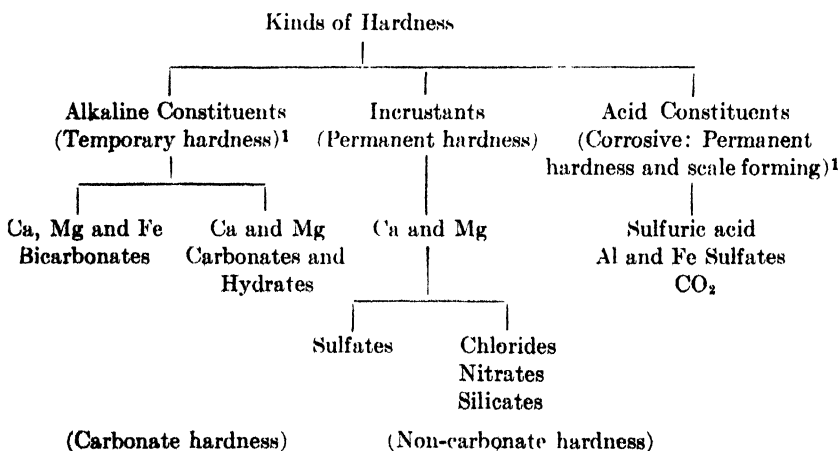 Kinds of Hardness
Alkaline Constituents
(Temporary hardness)¹
Incrustants
(Permanent hardness)
Acid Constituents
(Corrosive: Permanent
hardness and scale forming)¹
Ca, Mg and Fe
Bicarbonates
Ca and Mg
Carbonates and
Hydrates
Ca and Mg
Sulfuric acid
Al and Fe Sulfates
CO₂
Sulfates
Chlorides
Nitrates
Silicates
(Carbonate hardness)
(Non-carbonate hardness)